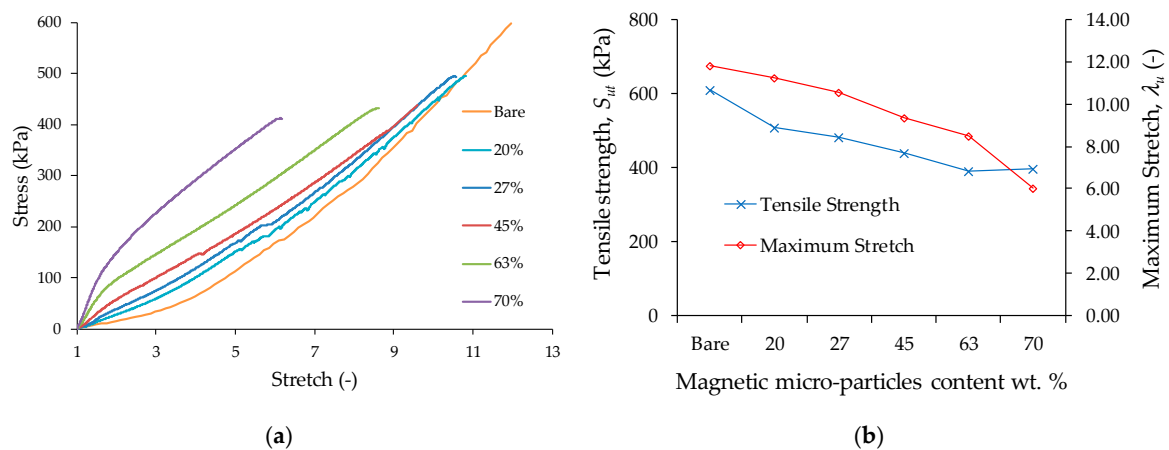 600
500
400
300
200
100
0
Stress (kPa)
1 3 5 7 9 11 13
Stretch (-)
Bare
20%
27%
45%
63%
70%
(a)
800
600
400
200
0
Tensile strength, Sut (kPa)
14.00
12.00
10.00
8.00
6.00
4.00
2.00
0.00
Maximum Stretch, λu (-)
Tensile Strength
Maximum Stretch
Bare 20 27 45 63 70
Magnetic micro-particles content wt. %
(b)